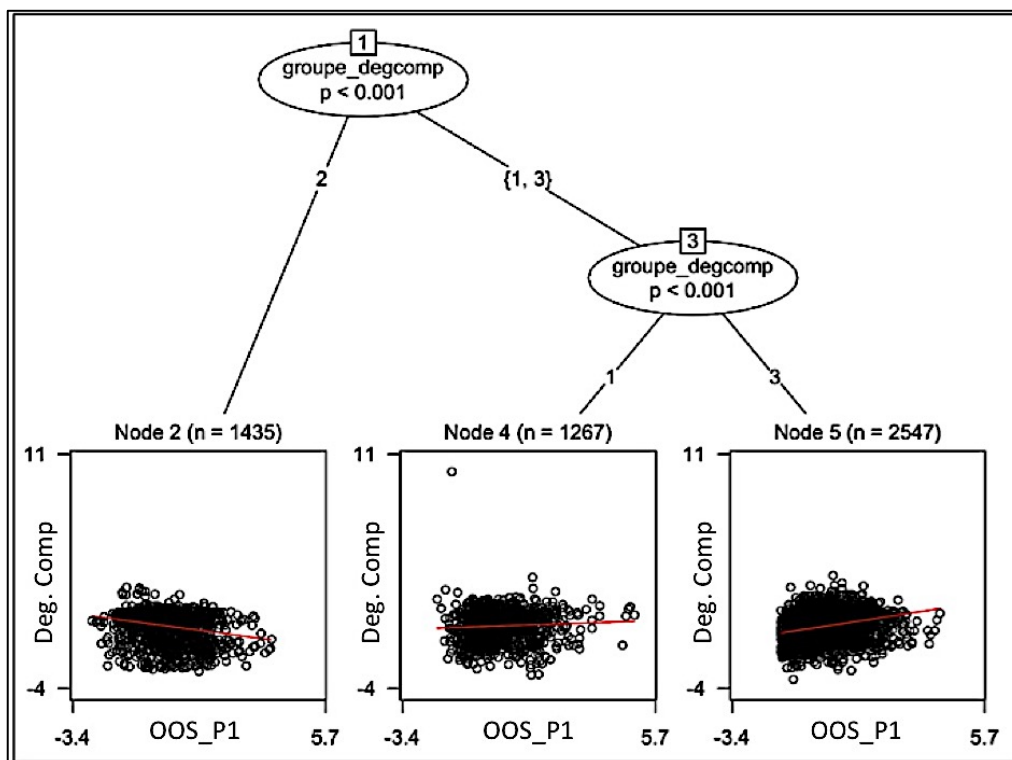 1
groupe_degcomp
p < 0.001
2
{1, 3}
3
groupe_degcomp
p < 0.001
1
3
Node 2 (n = 1435)
11
Deg. Comp
-4
-3.4
OOS_P1
5.7
Node 4 (n = 1267)
11
Deg. Comp
-4
-3.4
OOS_P1
5.7
Node 5 (n = 2547)
11
Deg. Comp
-4
-3.4
OOS_P1
5.7